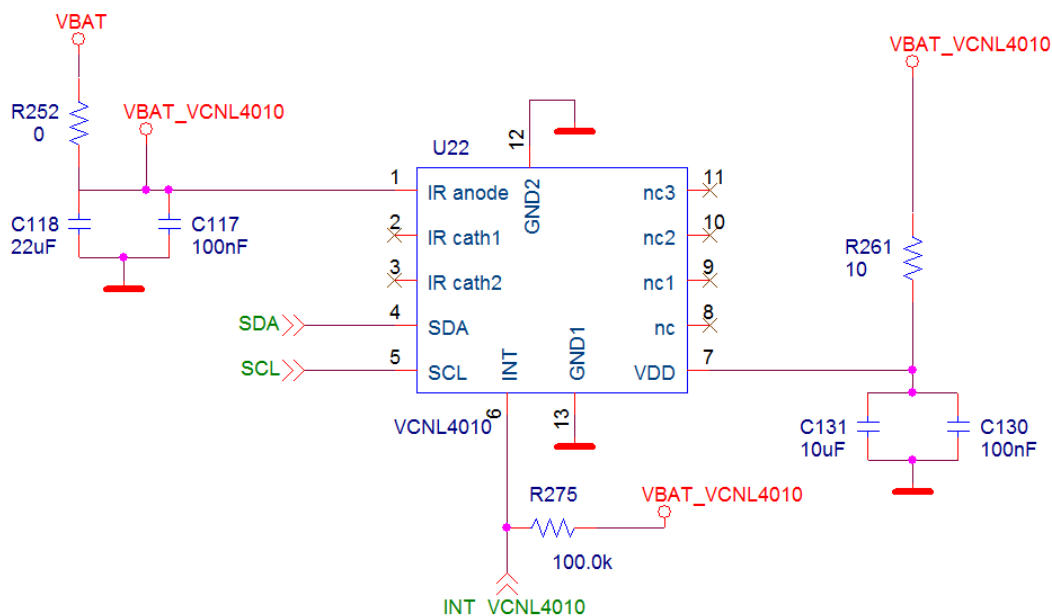 VBAT
VBAT_VCNL4010
R252
0
VBAT_VCNL4010
U22
12
1
IR anode
GND2
nc3
11
C118
22uF
C117
100nF
2
IR cath1
nc2
10
R261
10
3
IR cath2
nc1
9
SDA
4
SDA
nc
8
SCL
5
SCL
INT
GND1
VDD
7
VCNL4010
6
13
C131
10uF
C130
100nF
R275
VBAT_VCNL4010
100.0k
INT_VCNL4010